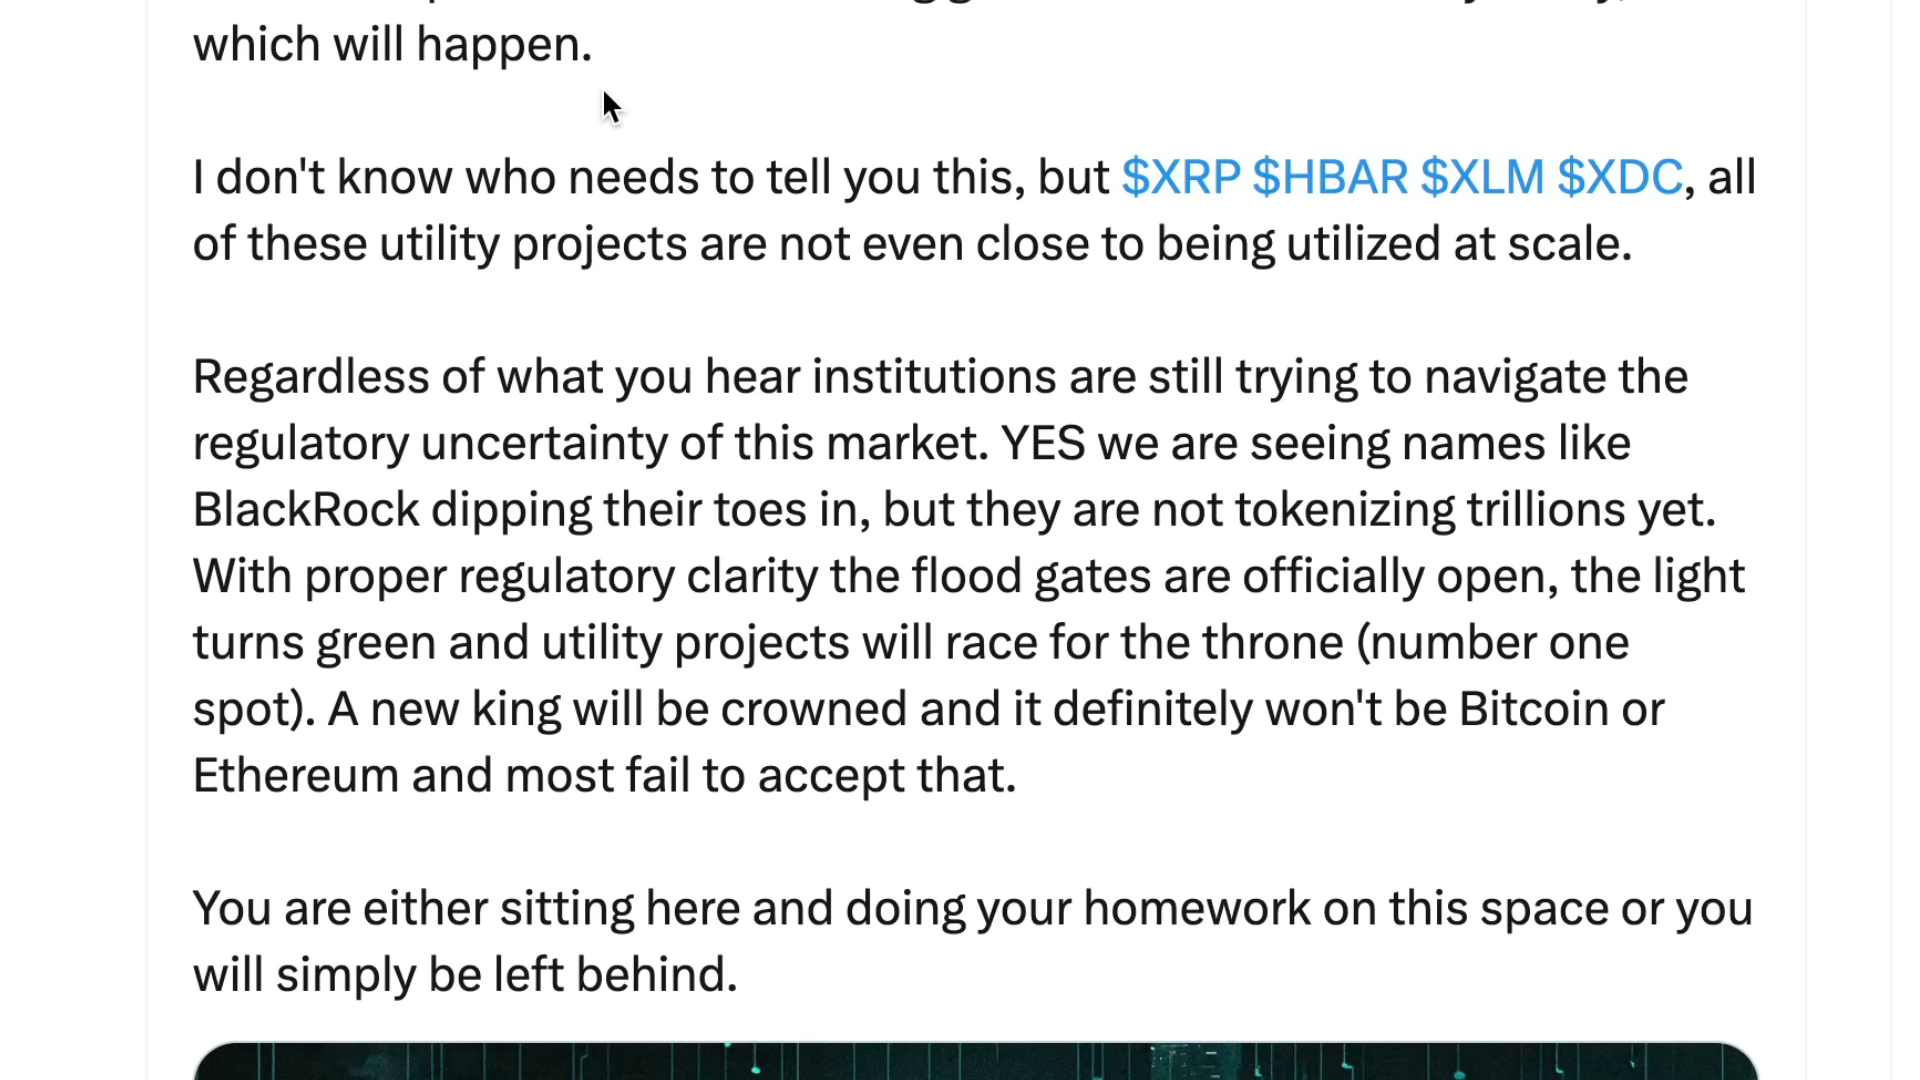 which will happen.
I don't know who needs to tell you this, but $XRP $HBAR $XLM $XDC, all
of these utility projects are not even close to being utilized at scale.
Regardless of what you hear institutions are still trying to navigate the
regulatory uncertainty of this market. YES we are seeing names like
BlackRock dipping their toes in, but they are not tokenizing trillions yet.
With proper regulatory clarity the flood gates are officially open, the light
turns green and utility projects will race for the throne (number one
spot). A new king will be crowned and it definitely won't be Bitcoin or
Ethereum and most fail to accept that.
You are either sitting here and doing your homework on this space or you
will simply be left behind.